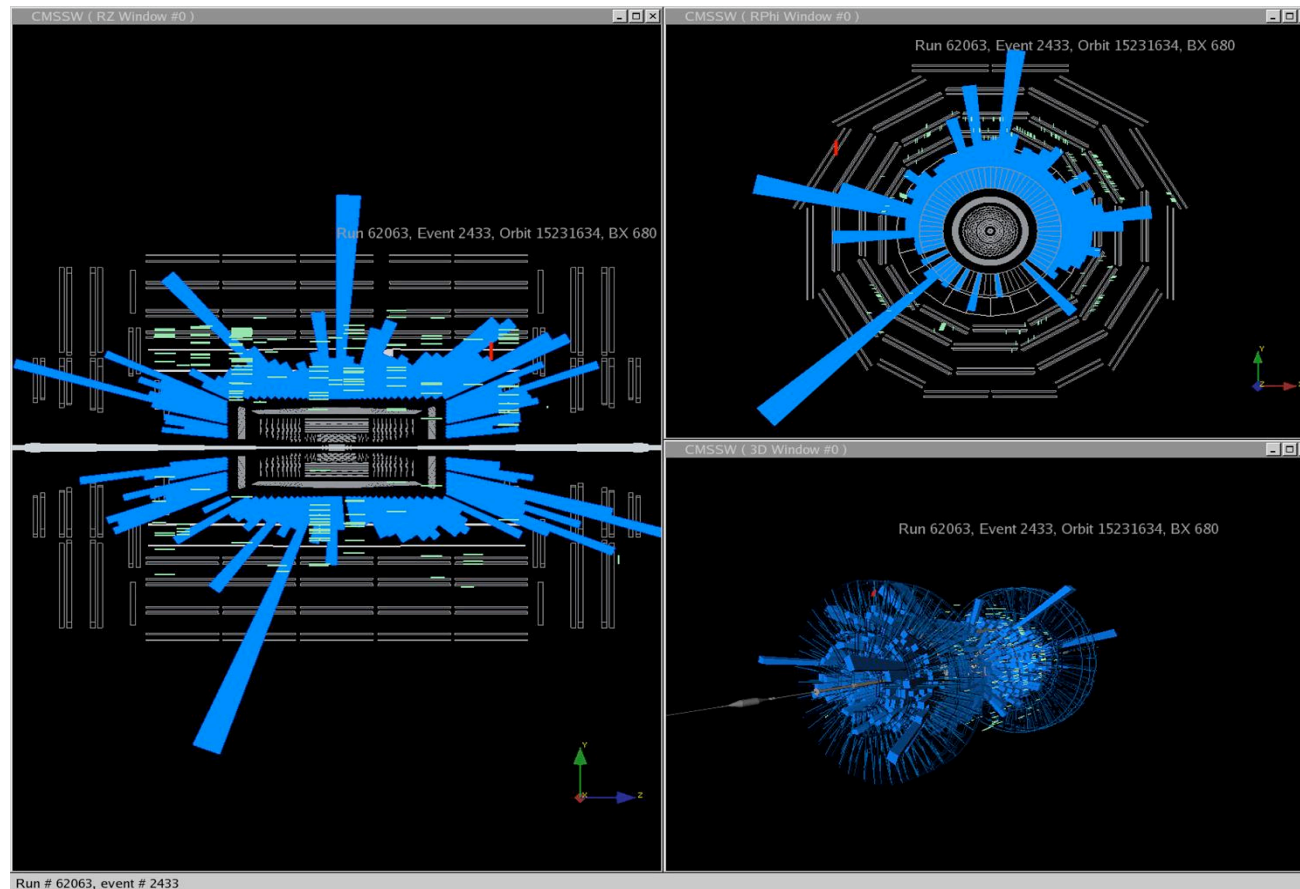 CMSSW ( RZ Window #0 )
Run 62063, Event 2433, Orbit 15231634, BX 680
Y
X
Z
CMSSW ( RPhi Window #0 )
Run 62063, Event 2433, Orbit 15231634, BX 680
Y
Z
X
CMSSW ( 3D Window #0 )
Run 62063, Event 2433, Orbit 15231634, BX 680
Run # 62063, event # 2433